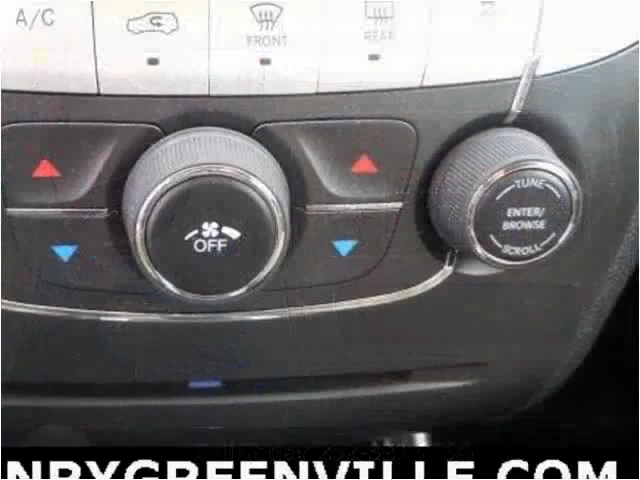 A/C
FRONT
REAR
OFF
TUNE
ENTER/
BROWSE
SCROLL
NRYGREENVILLE.COM